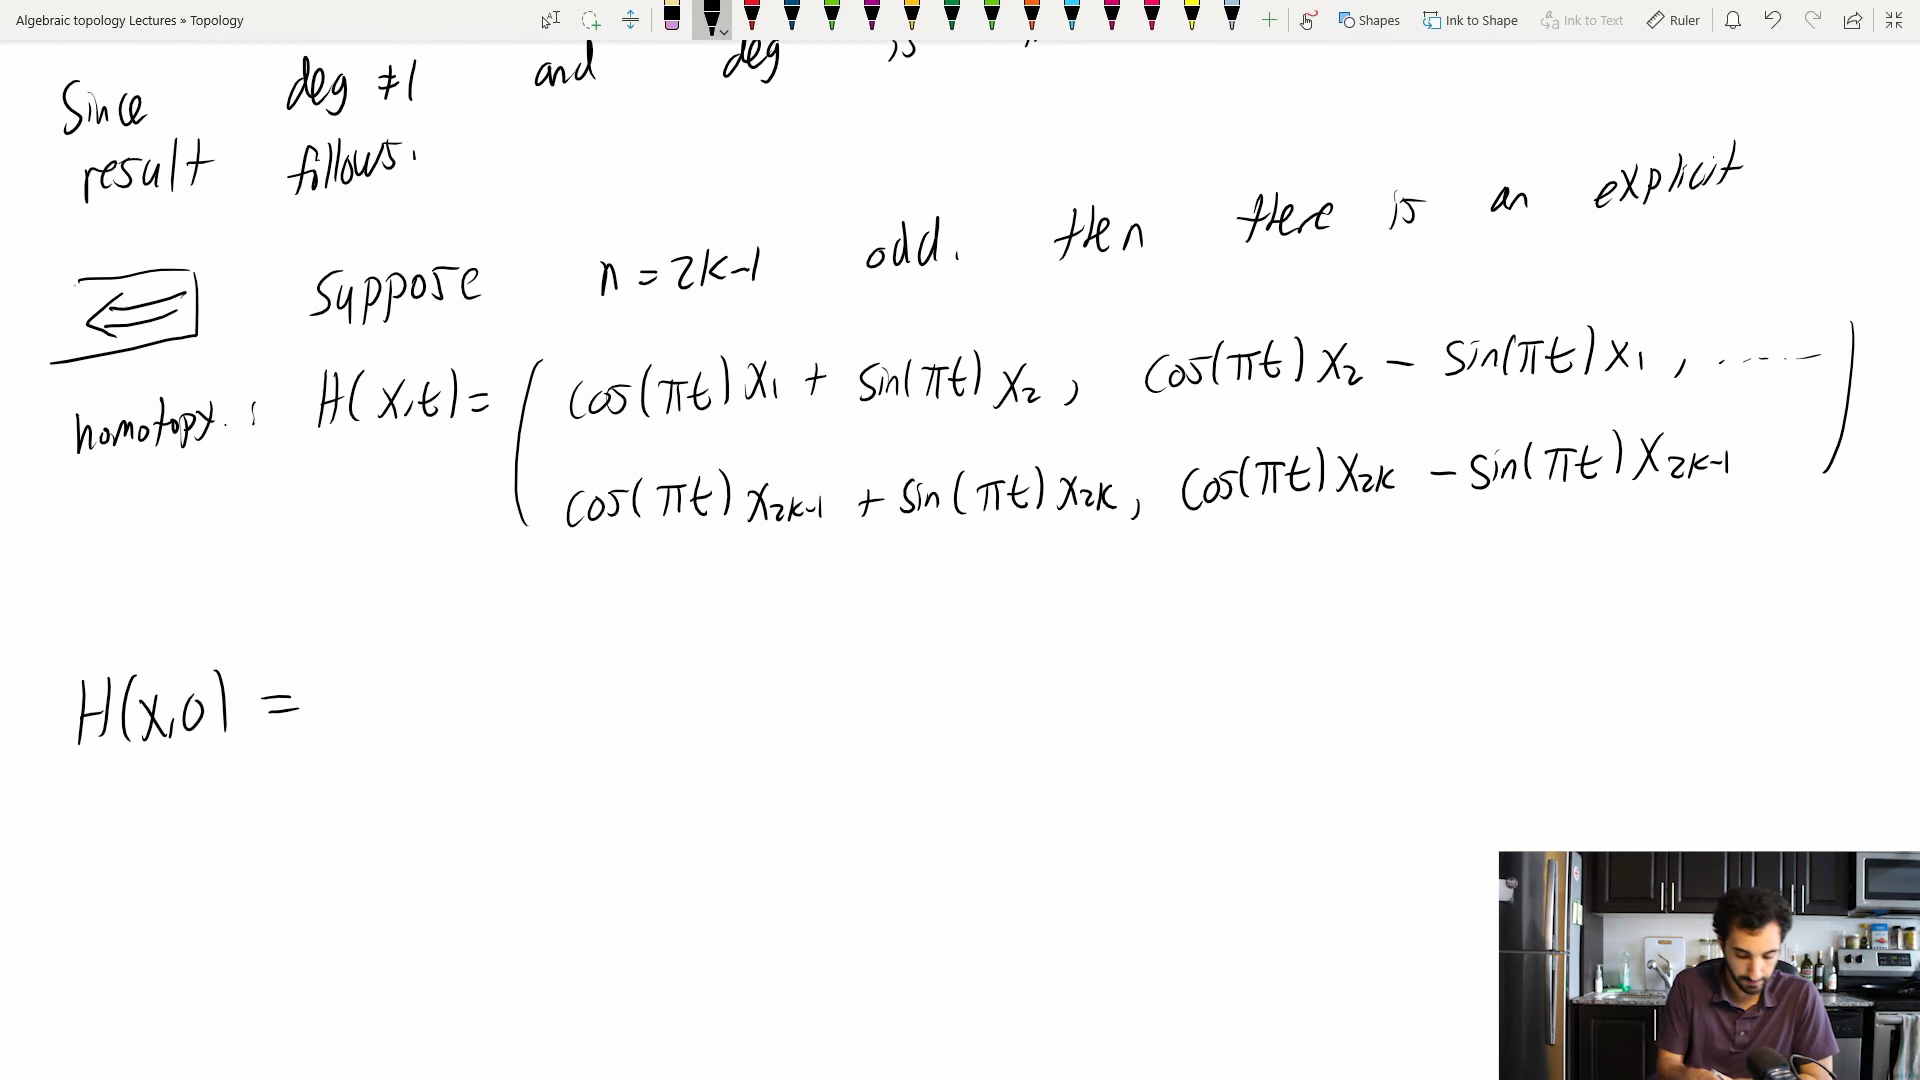 Algebraic topology Lectures » Topology
Shapes Ink to Shape Ink to Text Ruler
Since deg ≠1 and deg is
result follows.
Suppose n = 2k-1 odd. then there is an explicit
homotopy : H(x,t) = ( cos(πt) x₁ + sin(πt) x₂ , cos(πt) x₂ - sin(πt) x₁ , ......
cos(πt) x₂ₖ₋₁ + sin(πt) x₂ₖ , cos(πt) x₂ₖ - sin(πt) x₂ₖ₋₁ )
H(x,0) =